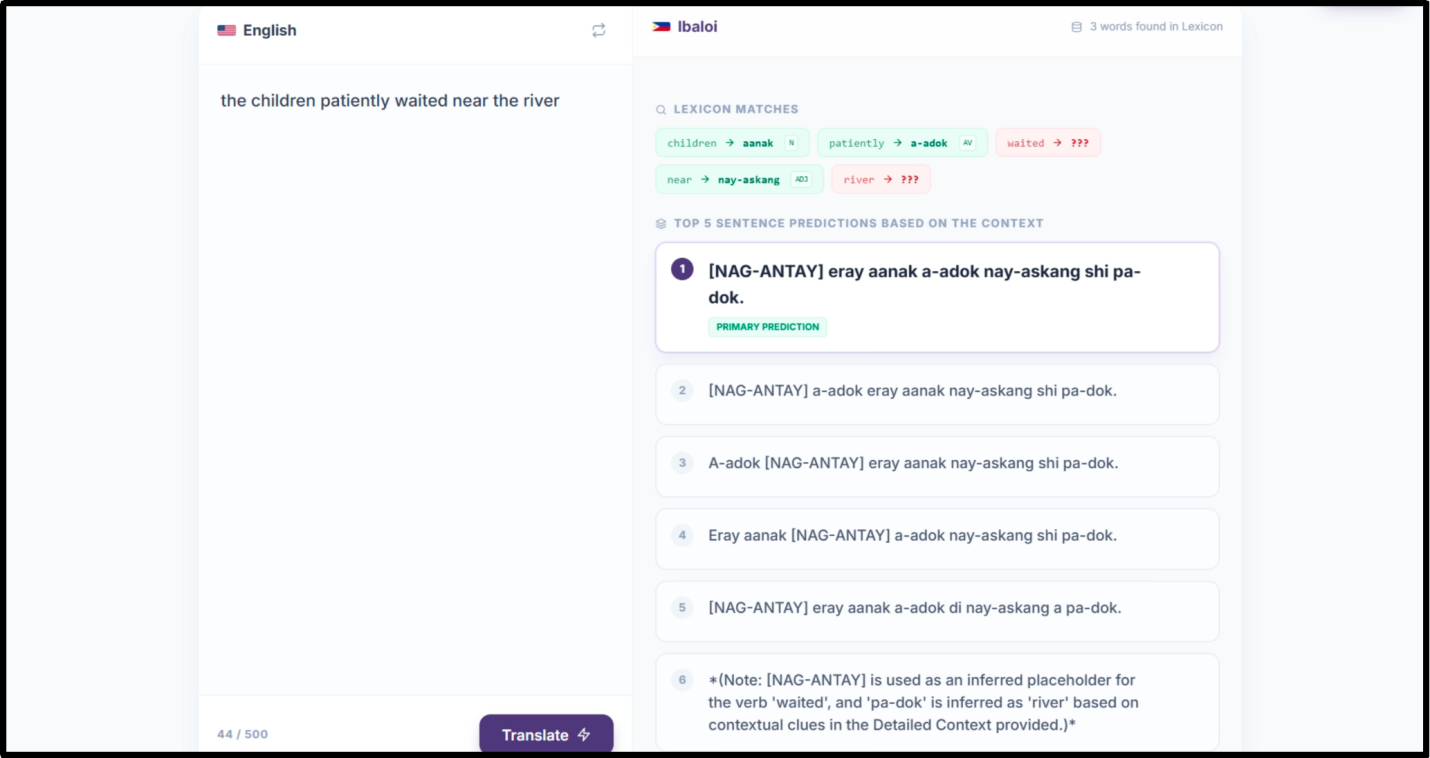 English
the children patiently waited near the river
44 / 500
Translate
Ibaloi
3 words found in Lexicon
LEXICON MATCHES
children → aanak N
patiently → a-adok AV
waited → ???
near → nay-askang ADJ
river → ???
TOP 5 SENTENCE PREDICTIONS BASED ON THE CONTEXT
1
[NAG-ANTAY] eray aanak a-adok nay-askang shi pa-
dok.
PRIMARY PREDICTION
2 [NAG-ANTAY] a-adok eray aanak nay-askang shi pa-dok.
3 A-adok [NAG-ANTAY] eray aanak nay-askang shi pa-dok.
4 Eray aanak [NAG-ANTAY] a-adok nay-askang shi pa-dok.
5 [NAG-ANTAY] eray aanak a-adok di nay-askang a pa-dok.
6 *(Note: [NAG-ANTAY] is used as an inferred placeholder for
the verb 'waited', and 'pa-dok' is inferred as 'river' based on
contextual clues in the Detailed Context provided.)*